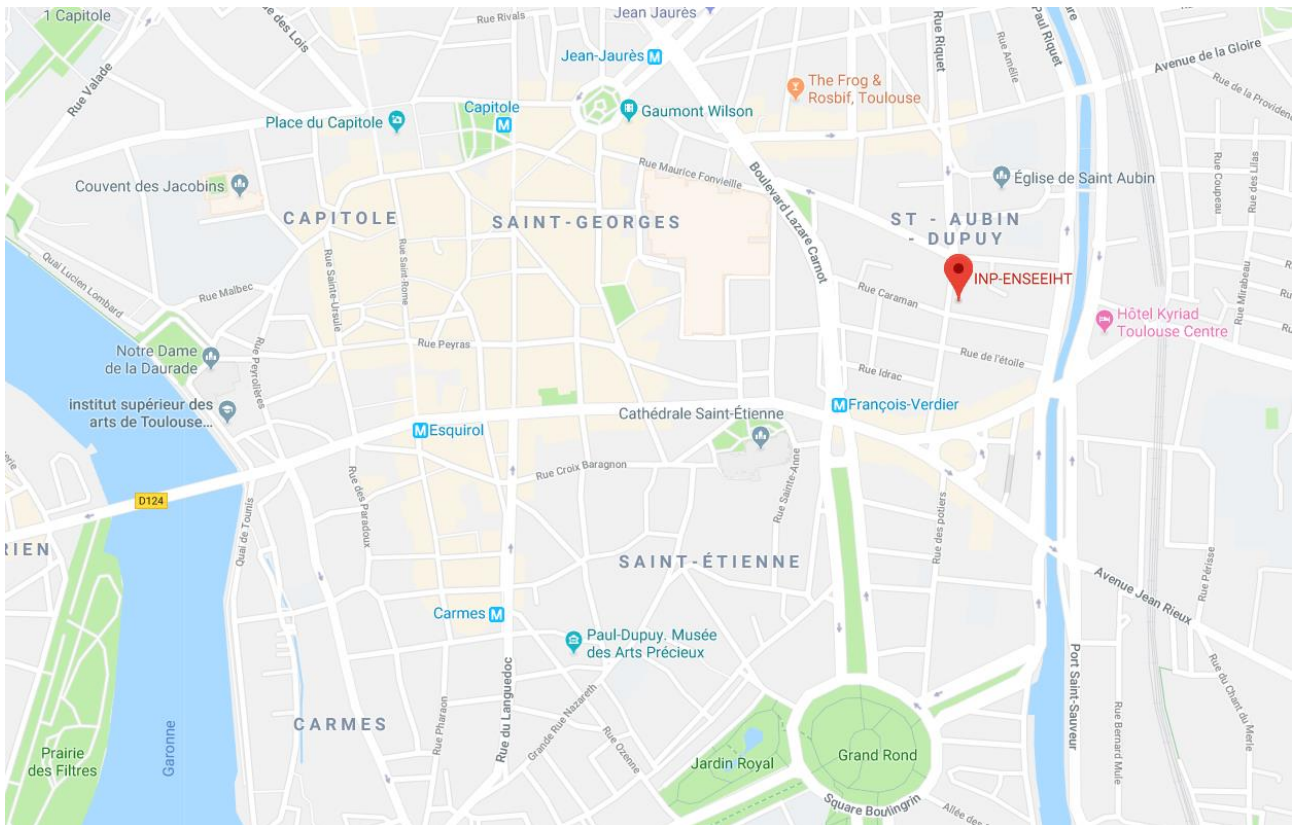 1 Capitole
Rue des Lois
Rue Rivals
Jean Jaurès
Rue Riquet
Rue Amélie
Paul Riquet
Avenue de la Gloire
Rue Valade
Jean-Jaurès M
The Frog &
Rosbif, Toulouse
Rue de la Providence
Place du Capitole
Capitole
M
Gaumont Wilson
Rue Maurice Fonvieille
Boulevard Lazare Carnot
Église de Saint Aubin
Rue Coupeau
Rue des Lilas
Couvent des Jacobins
CAPITOLE
SAINT-GEORGES
ST - AUBIN
- DUPUY
Quai Lucien Lombard
Rue Malbec
Rue Sainte-Ursule
Rue Saint Rome
INP-ENSEEIHT
Rue Caraman
Rue Mirabeau
Hôtel Kyriad
Toulouse Centre
Notre Dame
de la Daurade
Rue Peyrolières
Rue Peyras
Rue de l'étoile
Rue Idrac
institut supérieur des
arts de Toulouse...
M Esquirol
Cathédrale Saint-Étienne
M François-Verdier
Rue Croix Baragnon
Rue Sainte-Anne
D124
Rue des Paradoux
Quai de Tounis
Rue des potiers
RIEN
SAINT-ÉTIENNE
Avenue Jean Rieux
Rue Périsse
Carmes M
Paul-Dupuy. Musée
des Arts Précieux
Port Saint-Sauveur
Rue du Chant du Merle
CARMES
Rue Pharaon
Rue du Languedoc
Grande Rue Nazareth
Rue Ozenne
Rue Bernard Mule
Prairie
des Filtres
Garonne
Jardin Royal
Grand Rond
Square Boulingrin
Allée des